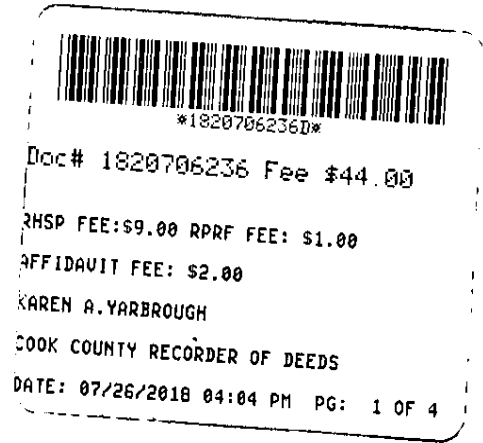 *1820706236D*
Doc# 1820706236 Fee $44.00
RHSP FEE:$9.00 RPRF FEE: $1.00
AFFIDAVIT FEE: $2.00
KAREN A.YARBROUGH
COOK COUNTY RECORDER OF DEEDS
DATE: 07/26/2018 04:04 PM PG: 1 OF 4